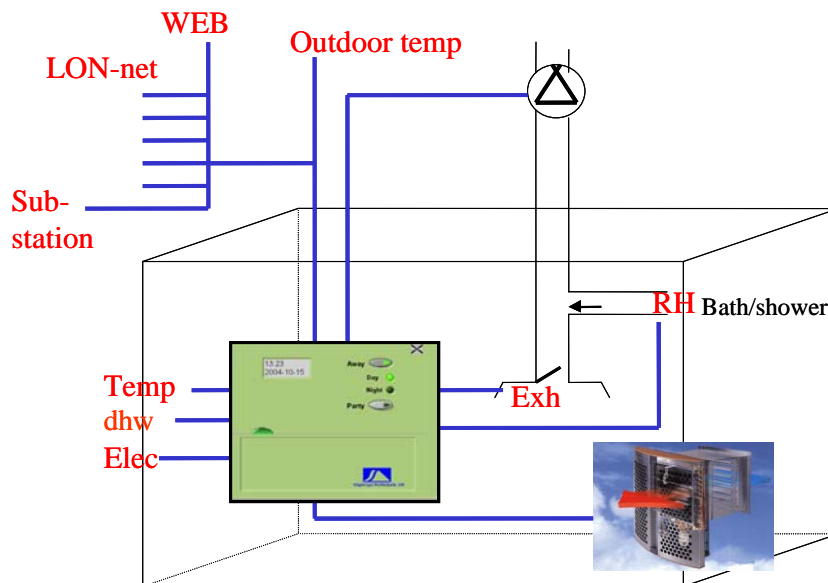 WEB
Outdoor temp
LON-net
Sub-
station
RH Bath/shower
13:23
2004-10-15
Away
Day
Night
Party
Temp
dhw
Elec
Exh